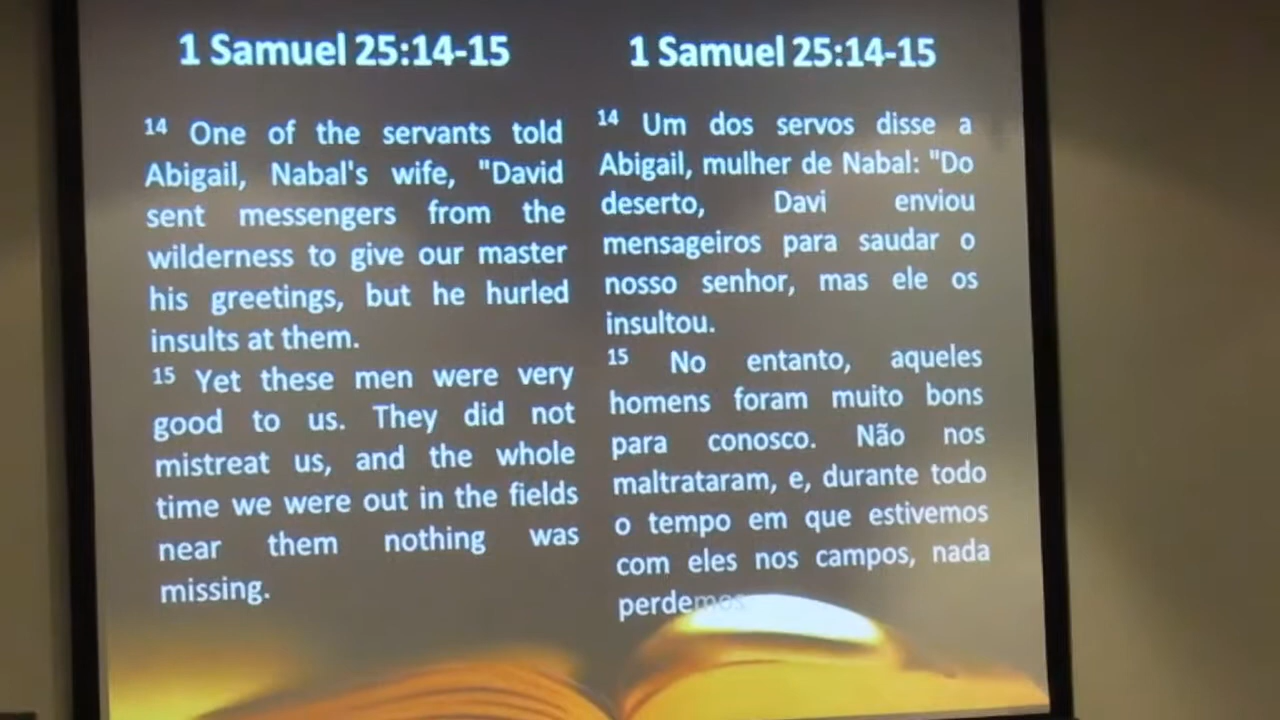 1 Samuel 25:14-15
14 One of the servants told
Abigail, Nabal's wife, "David
sent messengers from the
wilderness to give our master
his greetings, but he hurled
insults at them.
15 Yet these men were very
good to us. They did not
mistreat us, and the whole
time we were out in the fields
near them nothing was
missing.
1 Samuel 25:14-15
14 Um dos servos disse a
Abigail, mulher de Nabal: "Do
deserto, Davi enviou
mensageiros para saudar o
nosso senhor, mas ele os
insultou.
15 No entanto, aqueles
homens foram muito bons
para conosco. Não nos
maltrataram, e, durante todo
o tempo em que estivemos
com eles nos campos, nada
perdemos.